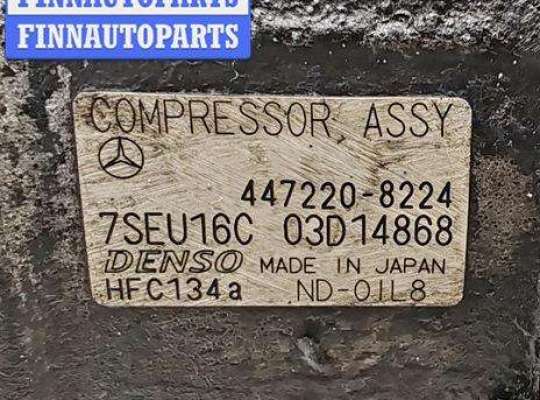 FINNAUTOPARTS
FINNAUTOPARTS
COMPRESSOR ASSY
447220-8224
7SEU16C 03D14868
DENSO MADE IN JAPAN
HFC134a ND-OIL8